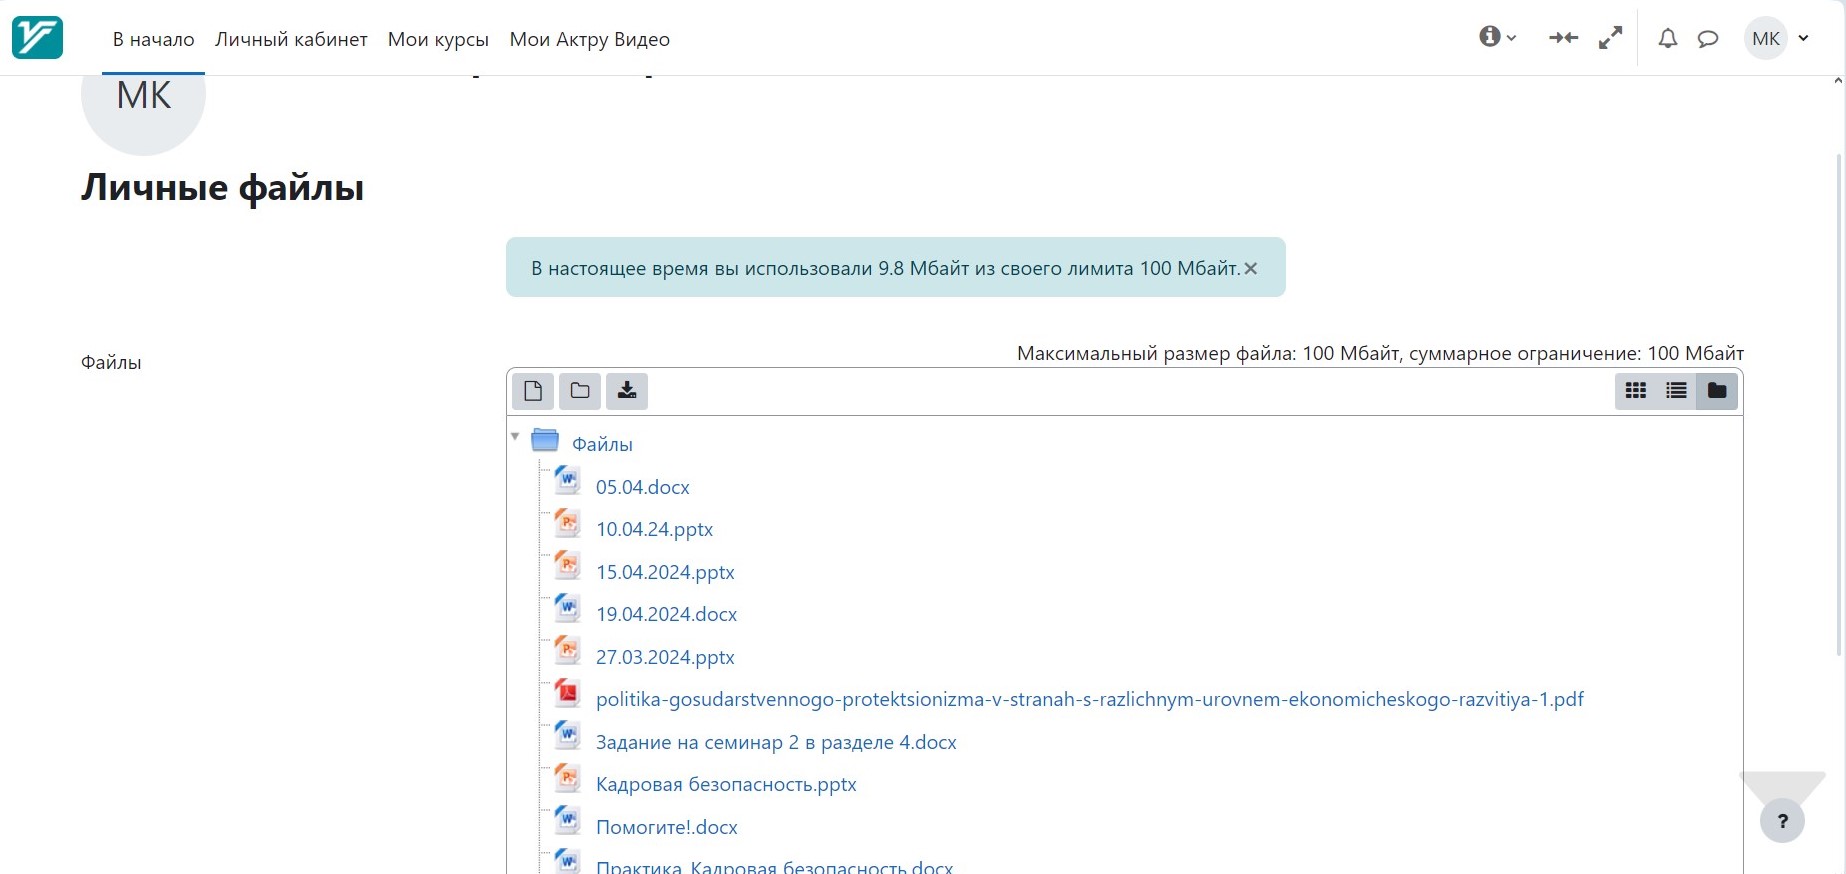 В начало Личный кабинет Мои курсы Мои Актру Видео МК
МК
Личные файлы
В настоящее время вы использовали 9.8 Мбайт из своего лимита 100 Мбайт.
Максимальный размер файла: 100 Мбайт, суммарное ограничение: 100 Мбайт
Файлы
Файлы
05.04.docx
10.04.24.pptx
15.04.2024.pptx
19.04.2024.docx
27.03.2024.pptx
politika-gosudarstvennogo-protektsionizma-v-stranah-s-razlichnym-urovnem-ekonomicheskogo-razvitiya-1.pdf
Задание на семинар 2 в разделе 4.docx
Кадровая безопасность.pptx
?
Помогите!.docx
Практика. Кадровая безопасность.docx